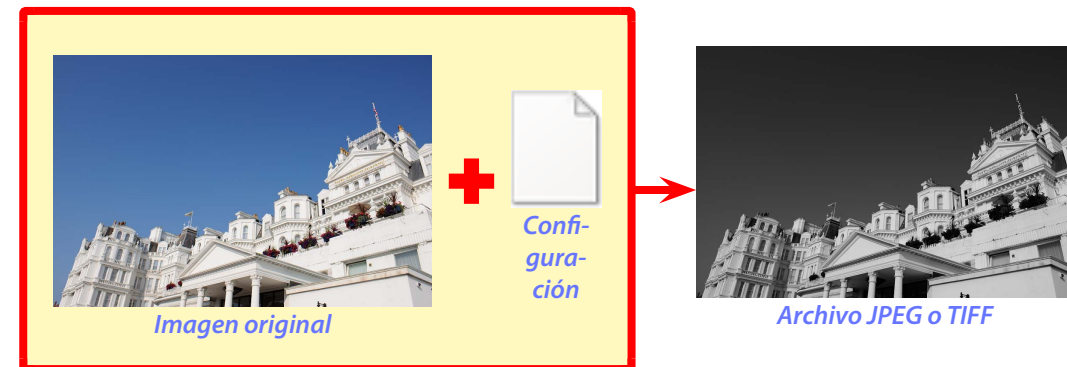 Imagen original
Confi-
gura-
ción
Archivo JPEG o TIFF